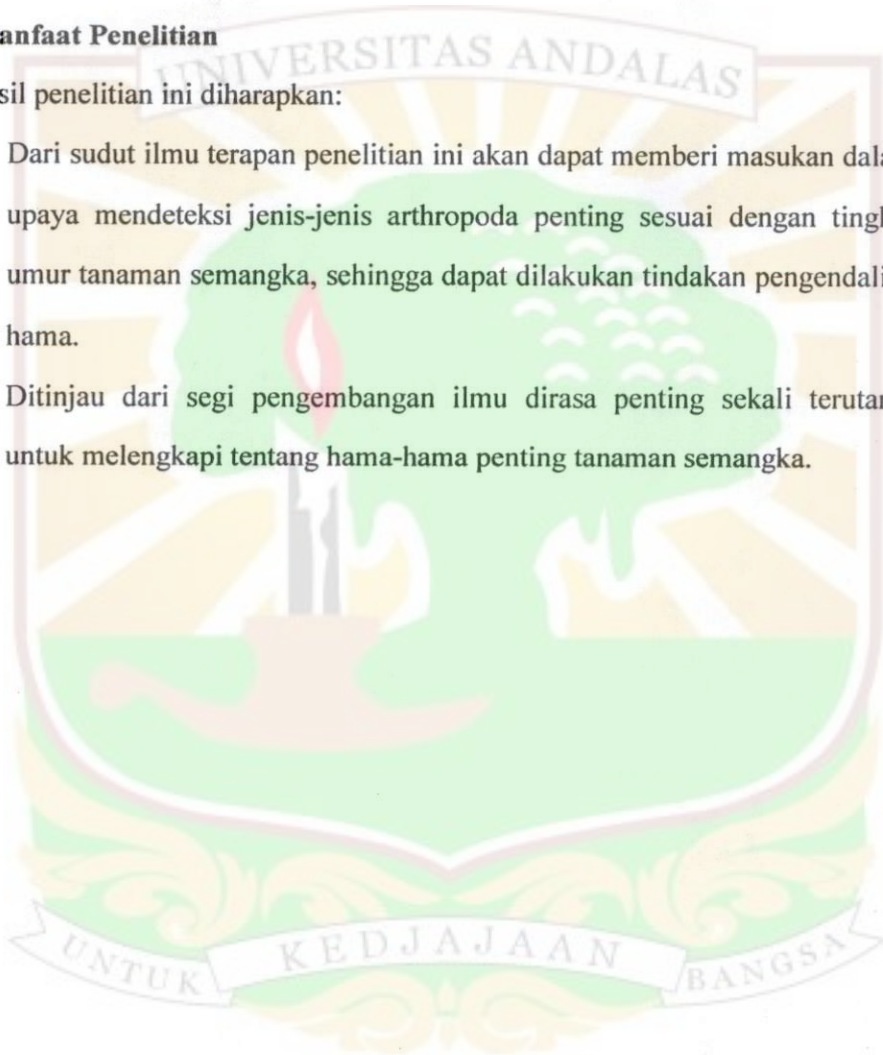 anfaat Penelitian
UNIVERSITAS ANDALAS
sil penelitian ini diharapkan:
Dari sudut ilmu terapan penelitian ini akan dapat memberi masukan dala
upaya mendeteksi jenis-jenis arthropoda penting sesuai dengan tingk
umur tanaman semangka, sehingga dapat dilakukan tindakan pengendali
hama.
Ditinjau dari segi pengembangan ilmu dirasa penting sekali terutar
untuk melengkapi tentang hama-hama penting tanaman semangka.
UNTUK KEDJAJAAN BANGSA